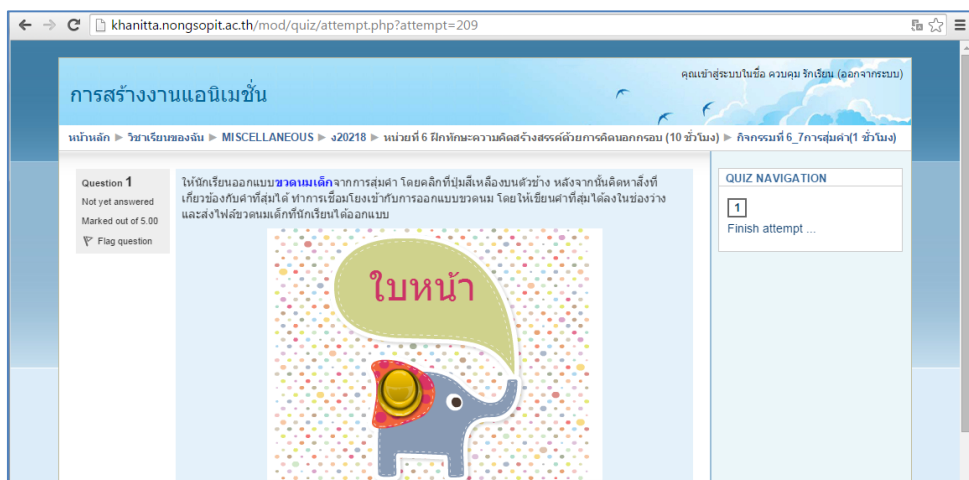 khanitta.nongsopit.ac.th/mod/quiz/attempt.php?attempt=209
คุณเข้าสู่ระบบในชื่อ ควบคุม รักเรียน (ออกจากระบบ)
การสร้างงานแอนิเมชั่น
หน้าหลัก ► วิชาเรียนของฉัน ► MISCELLANEOUS ► ง20218 ► หน่วยที่ 6 ฝึกทักษะความคิดสร้างสรรค์ด้วยการคิดนอกกรอบ (10 ชั่วโมง) ► กิจกรรมที่ 6_7การสุ่มคำ(1 ชั่วโมง)
Question 1
Not yet answered
Marked out of 5.00
Flag question
ให้นักเรียนออกแบบขวดนมเด็กจากการสุ่มคำ โดยคลิกที่ปุ่มสีเหลืองบนตัวช้าง หลังจากนั้นคิดหาสิ่งที่
เกี่ยวข้องกับคำที่สุ่มได้ ทำการเชื่อมโยงเข้ากับการออกแบบขวดนม โดยให้เขียนคำที่สุ่มได้ลงในช่องว่าง
และส่งไฟล์ขวดนมเด็กที่นักเรียนได้ออกแบบ
ใบหน้า
QUIZ NAVIGATION
1
Finish attempt ...